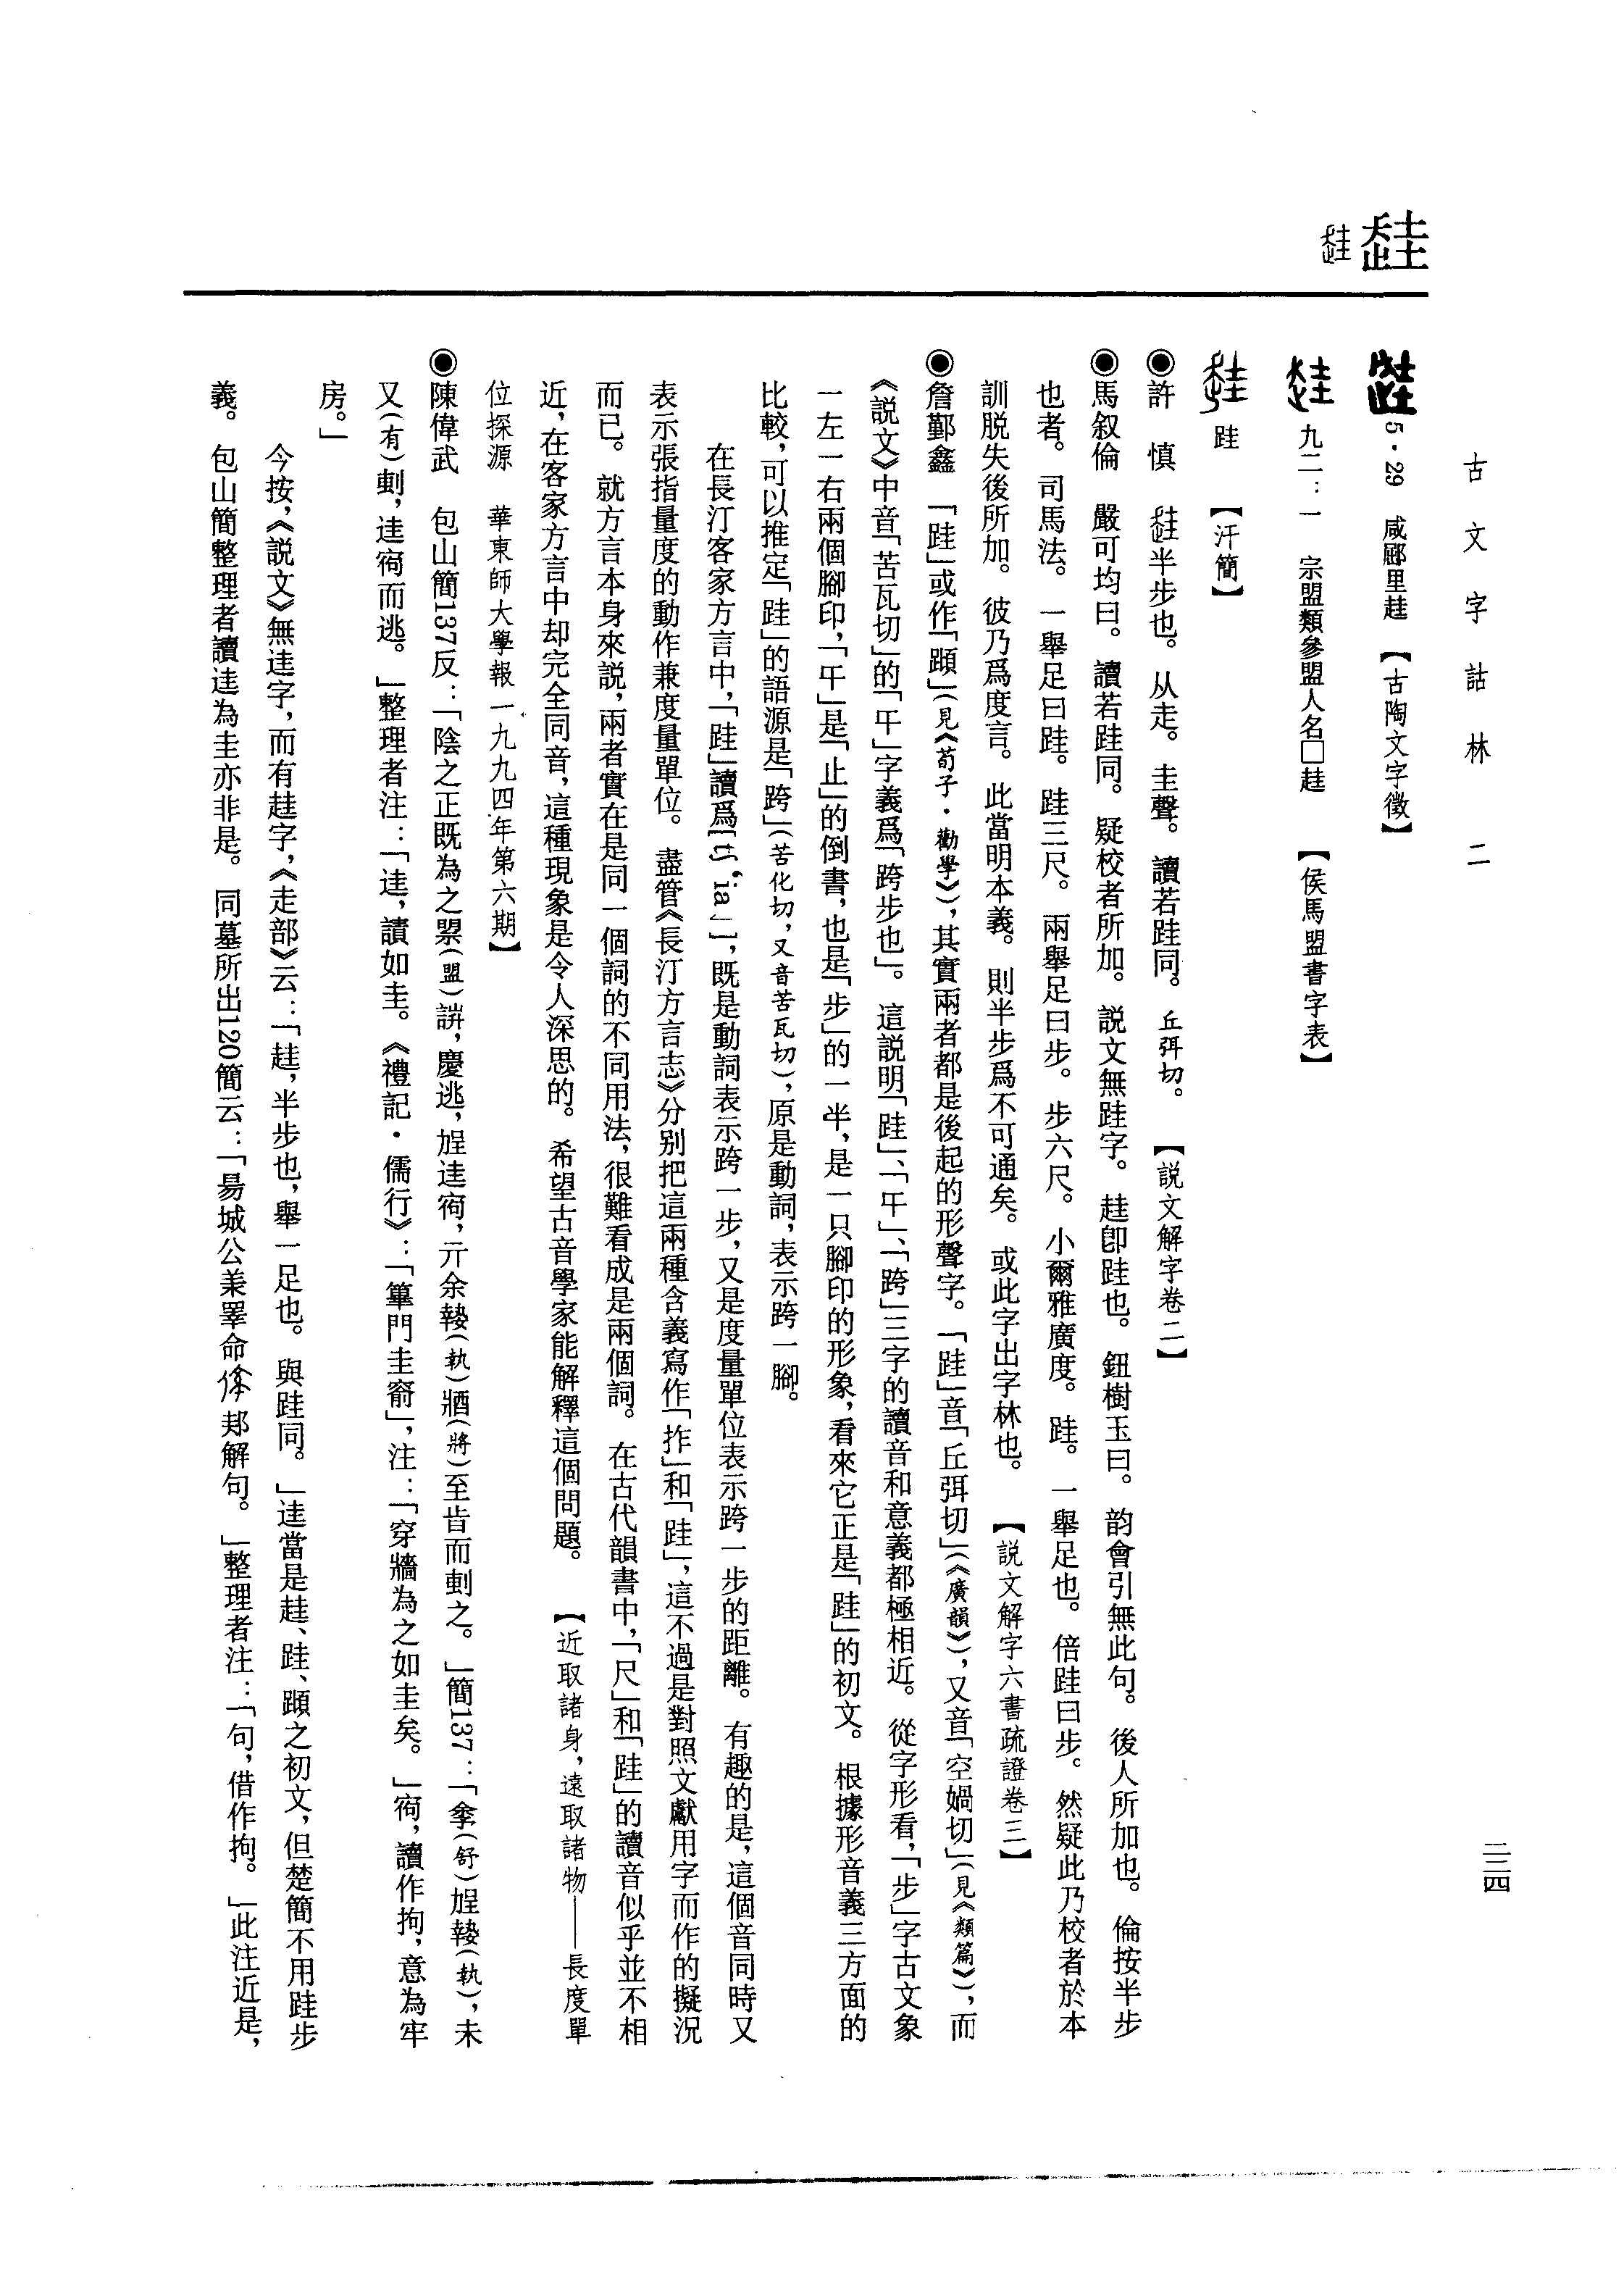 古文字詁林　二
三三四
趌
5·29　咸郿里趌　【古陶文字徵】
九二：一　宗盟類參盟人名□趌　【侯馬盟書字表】
跬　【汗簡】
◉許　慎　半步也。从走。圭聲。讀若跬同。丘弭切。　【説文解字卷二】
◉馬叙倫　嚴可均曰。讀若跬同。疑校者所加。説文無跬字。趌卽跬也。鈕樹玉曰。韵會引無此句。後人所加也。倫按半步
也者。司馬法。一舉足曰跬。跬三尺。兩舉足曰步。步六尺。小爾雅廣度。跬。一舉足也。倍跬曰步。然疑此乃校者於本
訓脱失後所加。彼乃爲度言。此當明本義。則半步爲不可通矣。或此字出字林也。　【説文解字六書疏證卷三】
◉詹鄞鑫　「跬」或作「蹞」（見《荀子·勸學》），其實兩者都是後起的形聲字。「跬」音「丘弭切」（《廣韻》），又音「空媧切」（見《類篇》），而
《説文》中音「苦瓦切」的「㐄」字義爲「跨步也」。這説明「跬」、「㐄」、「跨」三字的讀音和意義都極相近。從字形看，「步」字古文象
一左一右兩個腳印，「㐄」是「止」的倒書，也是「步」的一半，是一只腳印的形象，看來它正是「跬」的初文。根據形音義三方面的
比較，可以推定「跬」的語源是「跨」（苦化切，又音苦瓦切），原是動詞，表示跨一腳。
在長汀客家方言中，「跬」讀爲［tɕ‘ia］，既是動詞表示跨一步，又是度量單位表示跨一步的距離。有趣的是，這個音同時又
表示張指量度的動作兼度量單位。盡管《長汀方言志》分别把這兩種含義寫作「拃」和「跬」，這不過是對照文獻用字而作的擬況
而已。就方言本身來説，兩者實在是同一個詞的不同用法，很難看成是兩個詞。在古代韻書中，「尺」和「跬」的讀音似乎並不相
近，在客家方言中却完全同音，這種現象是令人深思的。希望古音學家能解釋這個問題。　【近取諸身，遠取諸物——長度單
位探源　華東師大學報一九九四年第六期】
◉陳偉武　包山簡137反：「陰之正既為之䀄（盟）䛴，慶逃，𢓊逹㝅，亓余𡘝（執）𨟻（將）至旹而剸之。」簡137：「舍（舒）𢓊𡘝（執），未
又（有）剸，逹㝅而逃。」整理者注：「逹，讀如圭。《禮記·儒行》：「篳門圭窬」，注：「穿牆為之如圭矣。」㝅，讀作拘，意為牢
房。」
今按，《説文》無逹字，而有趌字，《走部》云：「趌，半步也，舉一足也。與跬同。」逹當是趌、跬、蹞之初文，但楚簡不用跬步
義。包山簡整理者讀逹為圭亦非是。同墓所出120簡云：「昜城公㒼睪命邦解句。」整理者注：「句，借作拘。」此注近是，